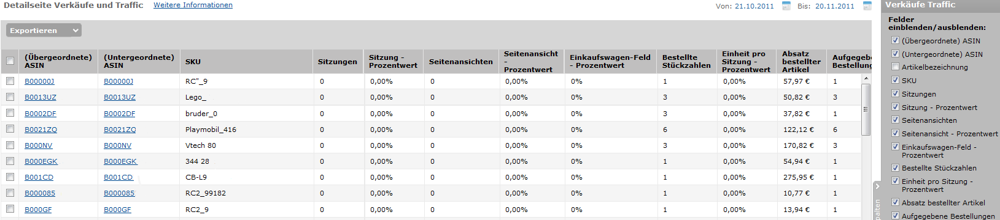 Detailseite Verkäufe und Traffic Weitere Informationen Von: 21.10.2011 Bis: 20.11.2011
Exportieren
(Übergeordnete) ASIN (Untergeordnete) ASIN SKU Sitzungen Sitzung - Prozentwert Seitenansichten Seitenansicht - Prozentwert Einkaufswagen-Feld - Prozentwert Bestellte Stückzahlen Einheit pro Sitzung - Prozentwert Absatz bestellter Artikel Aufgegebe Bestellung
B00000J B00000J RC"_9 0 0,00% 0 0,00% 0% 1 0,00% 57,97 € 1
B0013UZ B0013UZ Lego_ 0 0,00% 0 0,00% 0% 3 0,00% 50,82 € 3
B0002DF B0002DF bruder_0 0 0,00% 0 0,00% 0% 3 0,00% 37,82 € 1
B0021ZQ B0021ZQ Playmobil_416 0 0,00% 0 0,00% 0% 6 0,00% 122,12 € 6
B000NV B000NV Vtech 80 0 0,00% 0 0,00% 0% 3 0,00% 170,82 € 3
B000EGK B000EGK 344 28 0 0,00% 0 0,00% 0% 1 0,00% 54,94 € 1
B001CD B001CD CB-L9 0 0,00% 0 0,00% 0% 1 0,00% 275,95 € 1
B000085 B000085 RC2_99182 0 0,00% 0 0,00% 0% 1 0,00% 10,77 € 1
B000GF B000GF RC2_9 0 0,00% 0 0,00% 0% 1 0,00% 13,94 € 1
palten
Verkäufe Traffic
Felder
einblenden/ausblenden:
(Übergeordnete) ASIN
(Untergeordnete) ASIN
Artikelbezeichnung
SKU
Sitzungen
Sitzung - Prozentwert
Seitenansichten
Seitenansicht - Prozentwert
Einkaufswagen-Feld -
Prozentwert
Bestellte Stückzahlen
Einheit pro Sitzung -
Prozentwert
Absatz bestellter Artikel
Aufgegebene Bestellungen